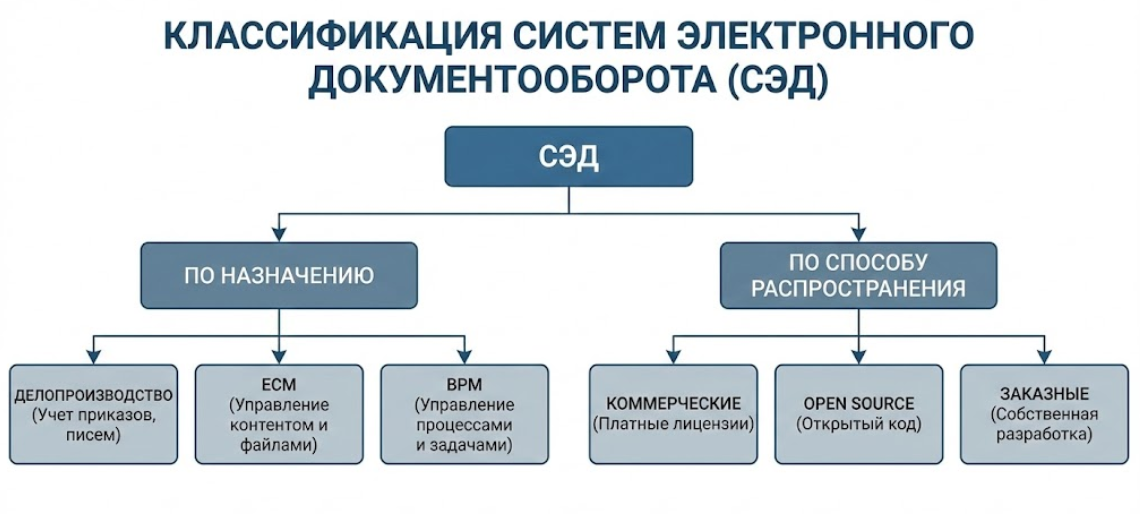 КЛАССИФИКАЦИЯ СИСТЕМ ЭЛЕКТРОННОГО
ДОКУМЕНТООБОРОТА (СЭД)
СЭД
ПО НАЗНАЧЕНИЮ
ПО СПОСОБУ
РАСПРОСТРАНЕНИЯ
ДЕЛОПРОИЗВОДСТВО
(Учет приказов,
писем)
ECM
(Управление
контентом и
файлами)
BPM
(Управление
процессами
и задачами)
КОММЕРЧЕСКИЕ
(Платные лицензии)
OPEN SOURCE
(Открытый код)
ЗАКАЗНЫЕ
(Собственная
разработка)